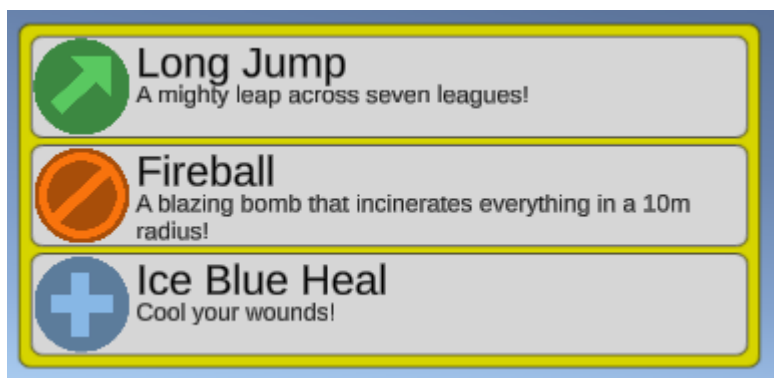 Long Jump
A mighty leap across seven leagues!
Fireball
A blazing bomb that incinerates everything in a 10m
radius!
Ice Blue Heal
Cool your wounds!